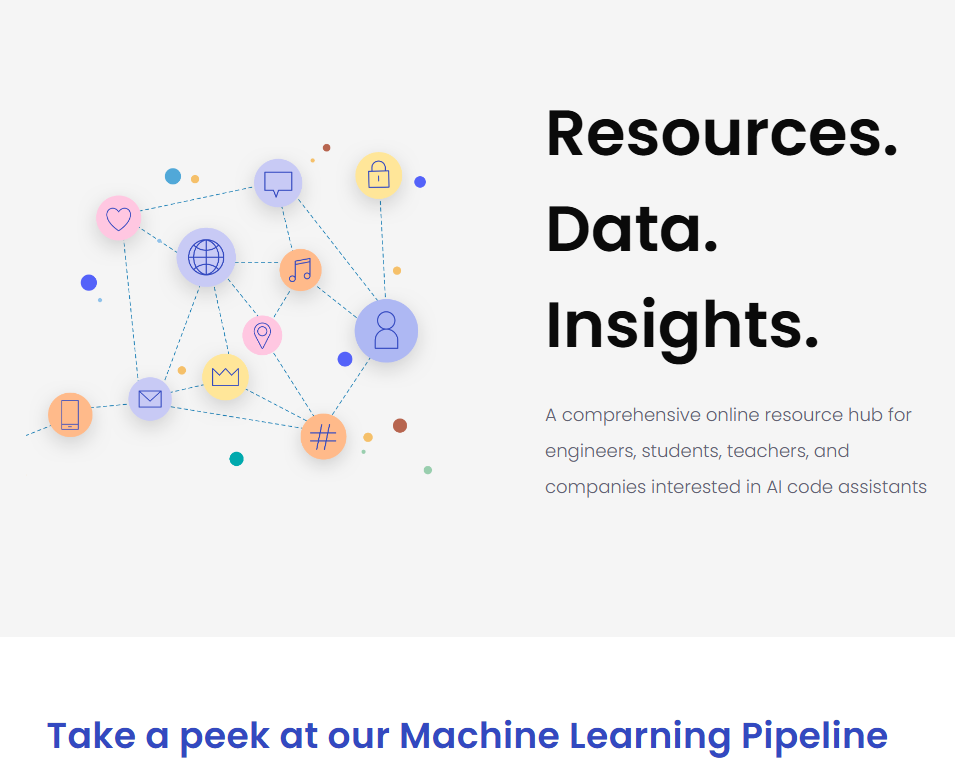 Resources.
Data.
Insights.
A comprehensive online resource hub for
engineers, students, teachers, and
companies interested in AI code assistants
Take a peek at our Machine Learning Pipeline